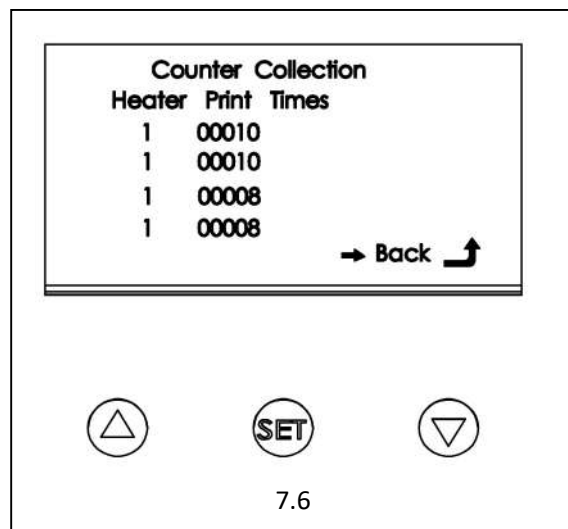 Counter Collection
Heater Print Times
1 00010
1 00010
1 00008
1 00008
→ Back
SET
7.6